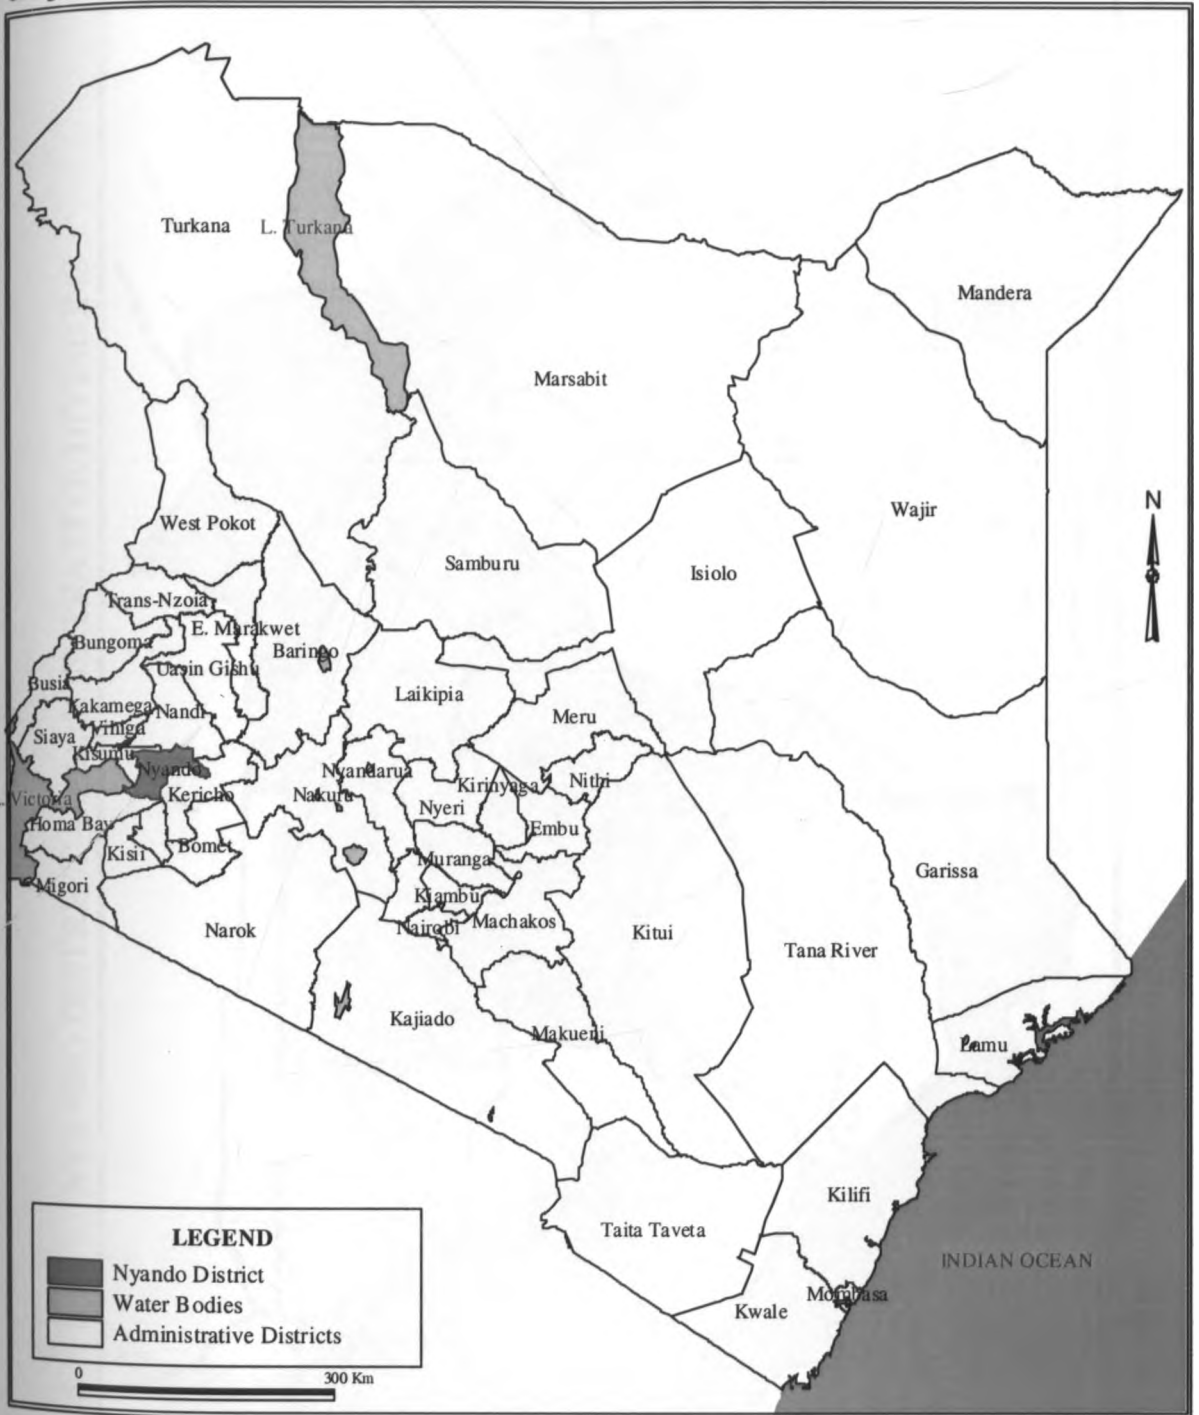 Turkana
L. Turkana
Mandera
Marsabit
Wajir
N
West Pokot
Samburu
Isiolo
Trans-Nzoia
E. Marakwet
Bungoma
Baringo
Uasin Gishu
Busia
Laikipia
Kakamega
Nandi
Meru
Vihiga
Siaya
Kisumu
Nyando
Nyandarua
Nithi
Kirinyaga
Kericho
Nakuru
L. Victoria
Nyeri
Homa Bay
Embu
Bomet
Kisii
Muranga
Garissa
Migori
Kiambu
Machakos
Nairobi
Narok
Kitui
Tana River
Kajiado
Makueni
Lamu
Kilifi
Taita Taveta
INDIAN OCEAN
Mombasa
Kwale
LEGEND
Nyando District
Water Bodies
Administrative Districts
0
300 Km